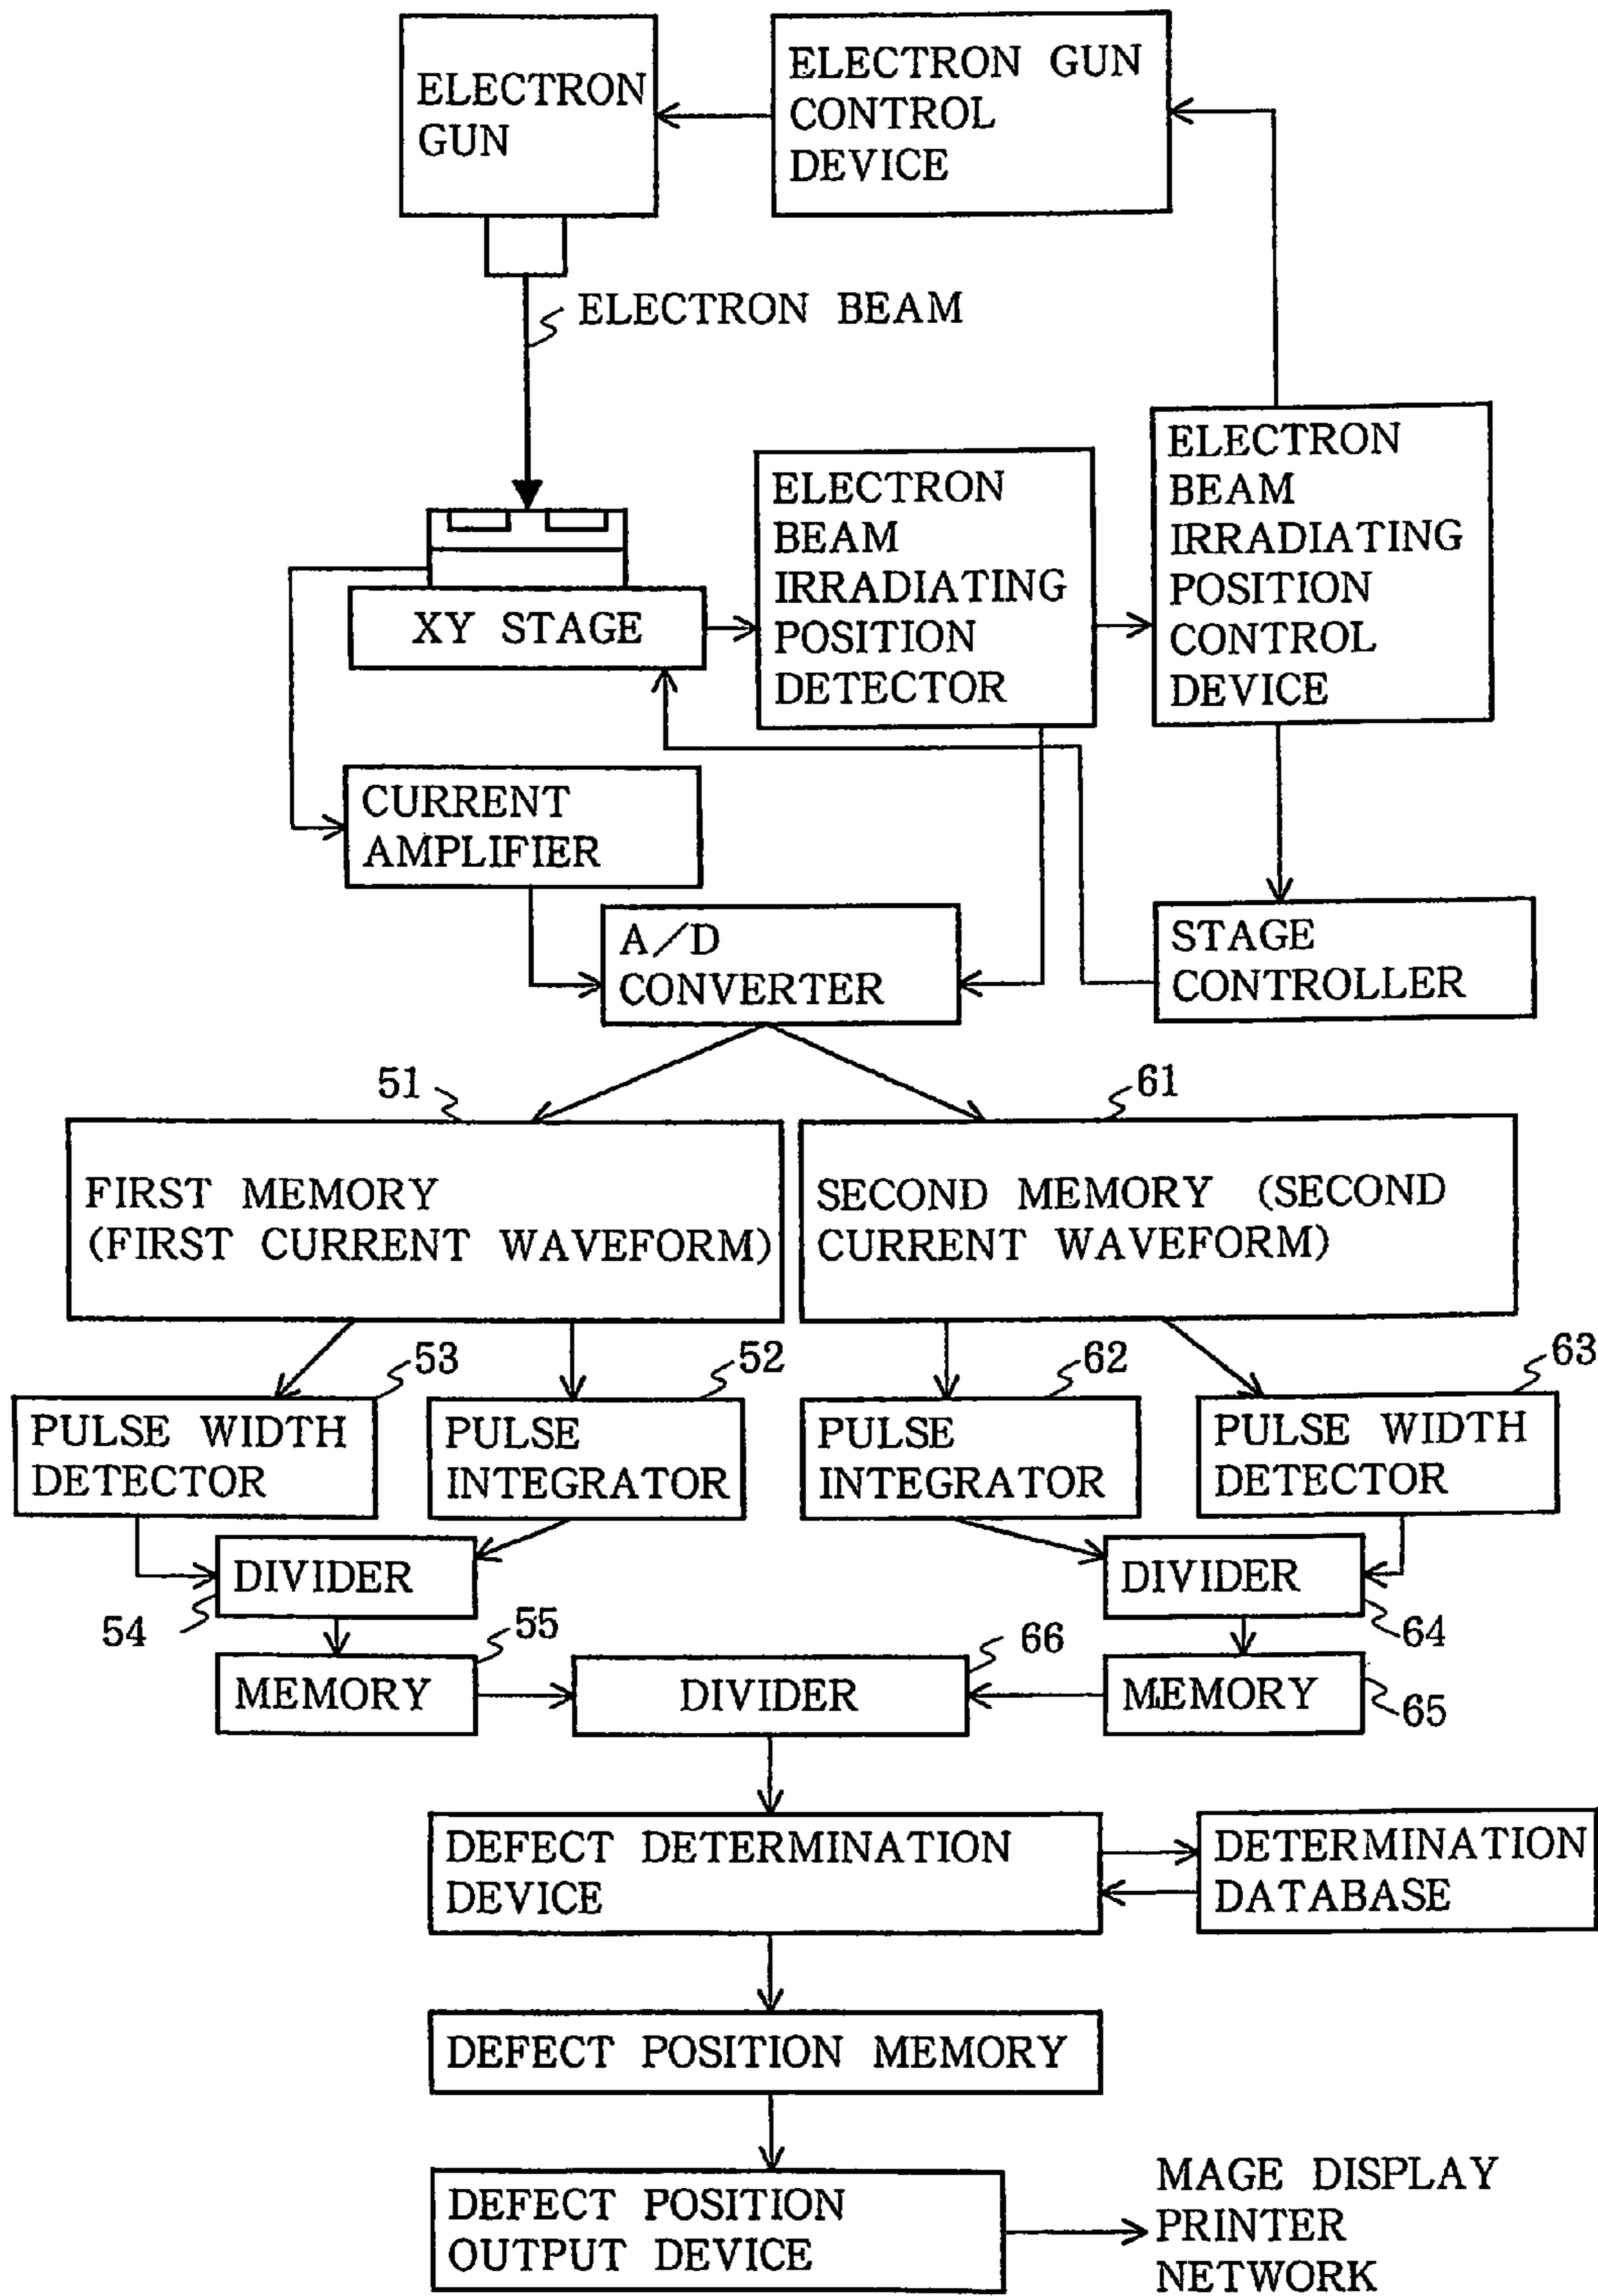 ELECTRON
GUN
ELECTRON GUN
CONTROL
DEVICE
ELECTRON BEAM
XY STAGE
ELECTRON
BEAM
IRRADIATING
POSITION
DETECTOR
ELECTRON
BEAM
IRRADIATING
POSITION
CONTROL
DEVICE
CURRENT
AMPLIFIER
A/D
CONVERTER
STAGE
CONTROLLER
51
61
FIRST MEMORY
(FIRST CURRENT WAVEFORM)
SECOND MEMORY (SECOND
CURRENT WAVEFORM)
53
52
62
63
PULSE WIDTH
DETECTOR
PULSE
INTEGRATOR
PULSE
INTEGRATOR
PULSE WIDTH
DETECTOR
DIVIDER
DIVIDER
54
55
66
64
MEMORY
DIVIDER
MEMORY
65
DEFECT DETERMINATION
DEVICE
DETERMINATION
DATABASE
DEFECT POSITION MEMORY
DEFECT POSITION
OUTPUT DEVICE
MAGE DISPLAY
PRINTER
NETWORK